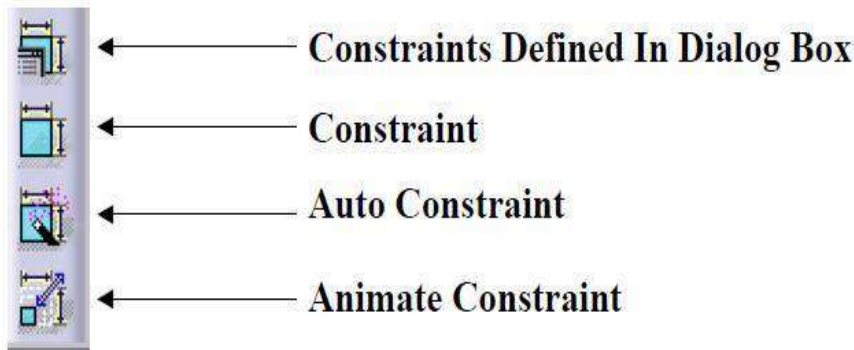 Constraints Defined In Dialog Box
Constraint
Auto Constraint
Animate Constraint